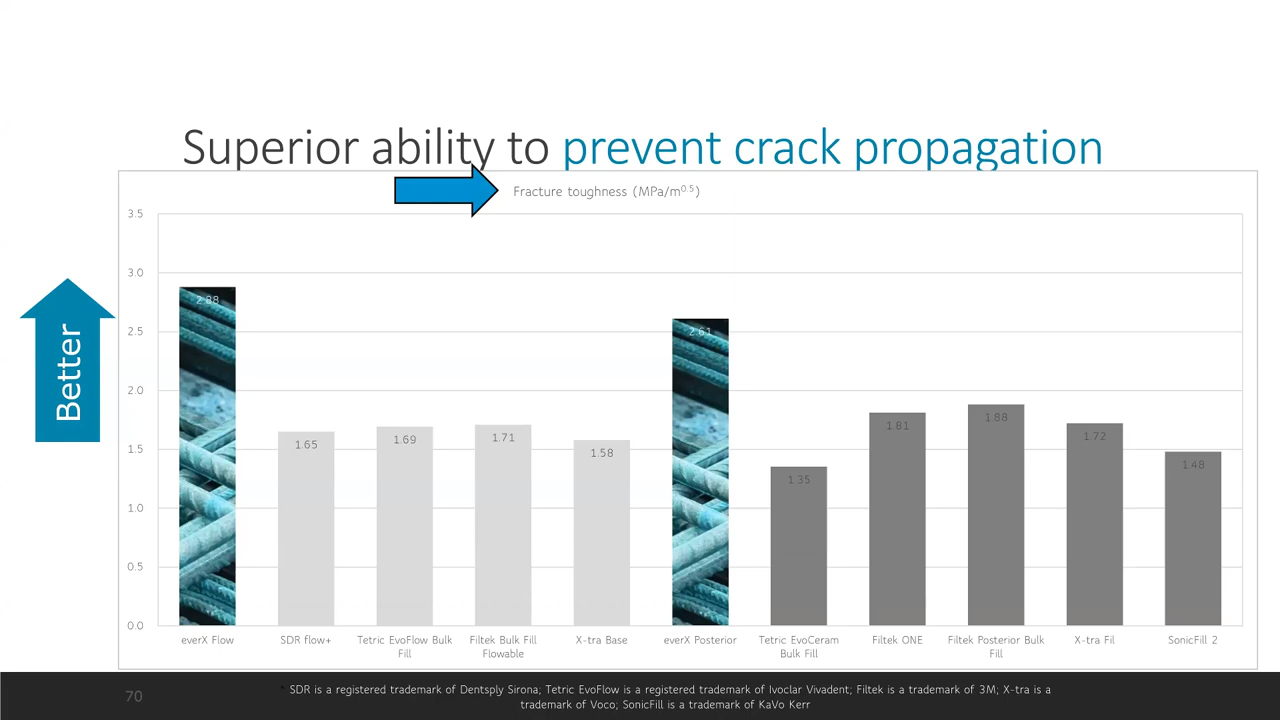 Superior ability to prevent crack propagation
Fracture toughness (MPa/m0.5)
Better
3.5
3.0
2.5
2.0
1.5
1.0
0.5
0.0
2.88
1.65
1.69
1.71
1.58
2.61
1.35
1.81
1.88
1.72
1.48
everX Flow
SDR flow+
Tetric EvoFlow Bulk
Fill
Filtek Bulk Fill
Flowable
X-tra Base
everX Posterior
Tetric EvoCeram
Bulk Fill
Filtek ONE
Filtek Posterior Bulk
Fill
X-tra Fil
SonicFill 2
70
* SDR is a registered trademark of Dentsply Sirona; Tetric EvoFlow is a registered trademark of Ivoclar Vivadent; Filtek is a trademark of 3M; X-tra is a
trademark of Voco; SonicFill is a trademark of KaVo Kerr